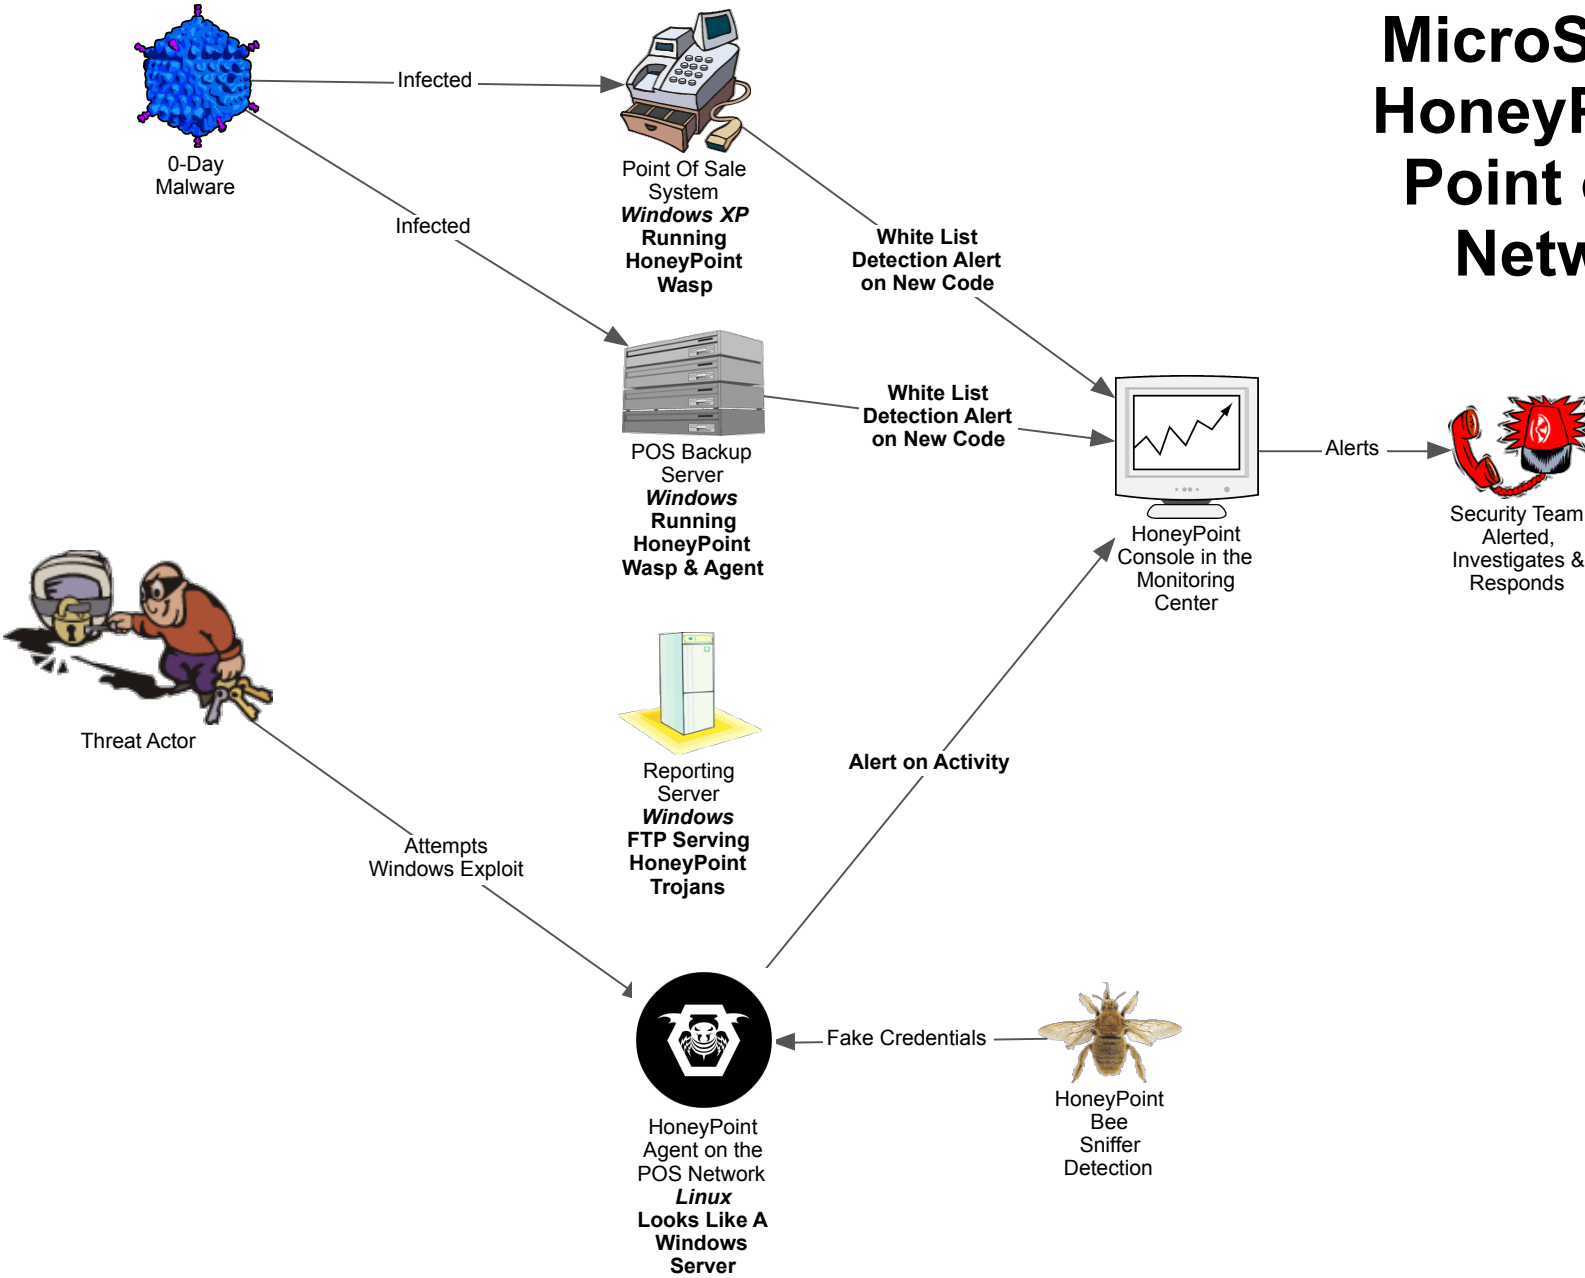 MicroS
HoneyP
Point
Netw
Infected
0-Day
Malware
Point Of Sale
System
Windows XP
Running
HoneyPoint
Wasp
Infected
White List
Detection Alert
on New Code
POS Backup
Server
Windows
Running
HoneyPoint
Wasp & Agent
White List
Detection Alert
on New Code
HoneyPoint
Console in the
Monitoring
Center
Alerts
Security Team
Alerted,
Investigates &
Responds
Threat Actor
Reporting
Server
Windows
FTP Serving
HoneyPoint
Trojans
Alert on Activity
Attempts
Windows Exploit
Fake Credentials
HoneyPoint
Agent on the
POS Network
Linux
Looks Like A
Windows
Server
HoneyPoint
Bee
Sniffer
Detection